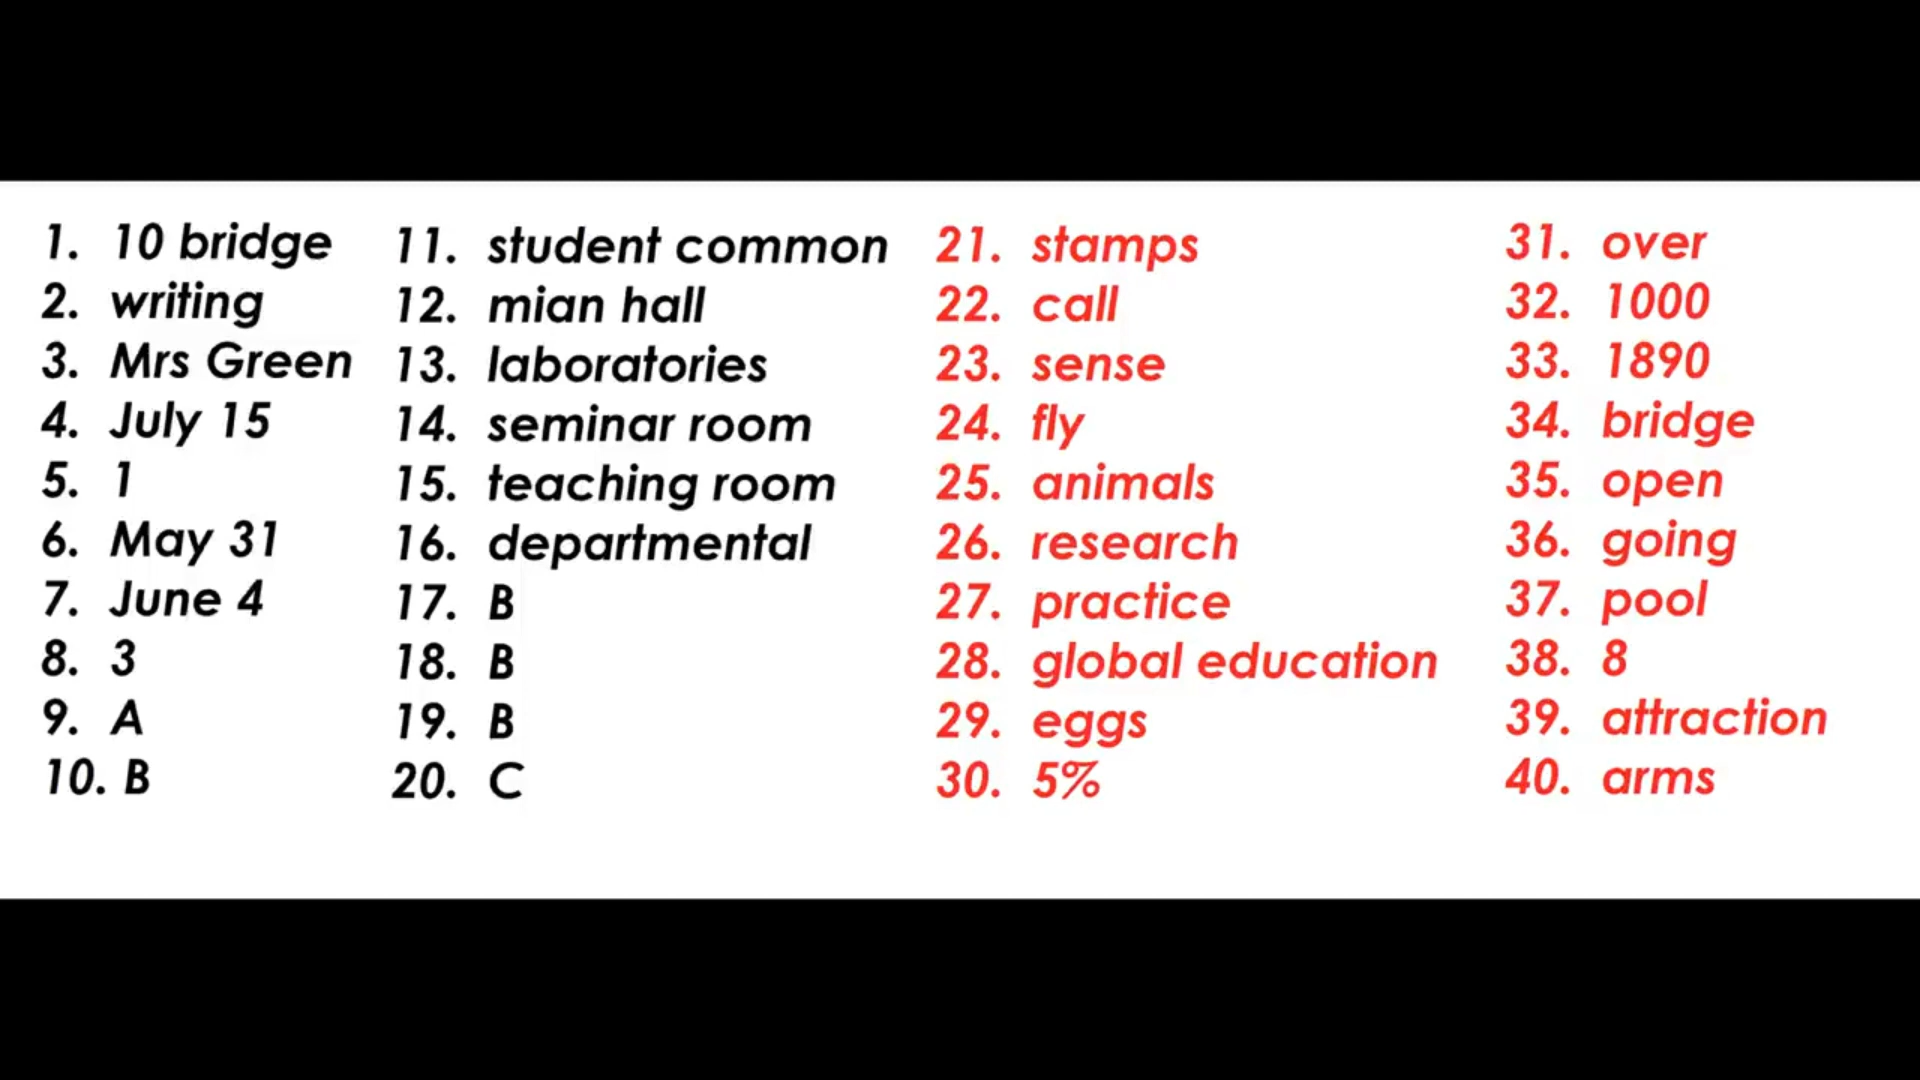 1. 10 bridge
2. writing
3. Mrs Green
4. July 15
5. 1
6. May 31
7. June 4
8. 3
9. A
10. B
11. student common
12. mian hall
13. laboratories
14. seminar room
15. teaching room
16. departmental
17. B
18. B
19. B
20. C
21. stamps
22. call
23. sense
24. fly
25. animals
26. research
27. practice
28. global education
29. eggs
30. 5%
31. over
32. 1000
33. 1890
34. bridge
35. open
36. going
37. pool
38. 8
39. attraction
40. arms